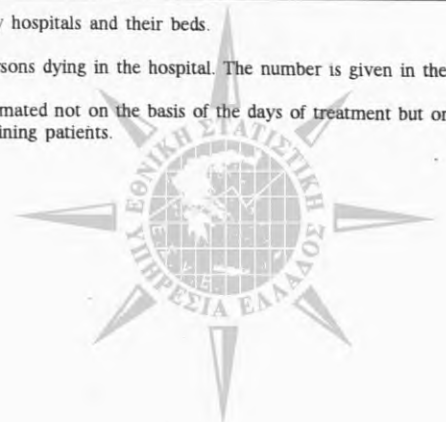 hospitals and their beds.
rsons dying in the hospital. The number is given in the
mated not on the basis of the days of treatment but or
ining patients.
ΕΘΝΙΚΗ ΣΤΑΤΙΣΤΙΚΗ
ΥΠΗΡΕΣΙΑ ΕΛΛΑΔΟΣ
Ε Σ Υ Ε